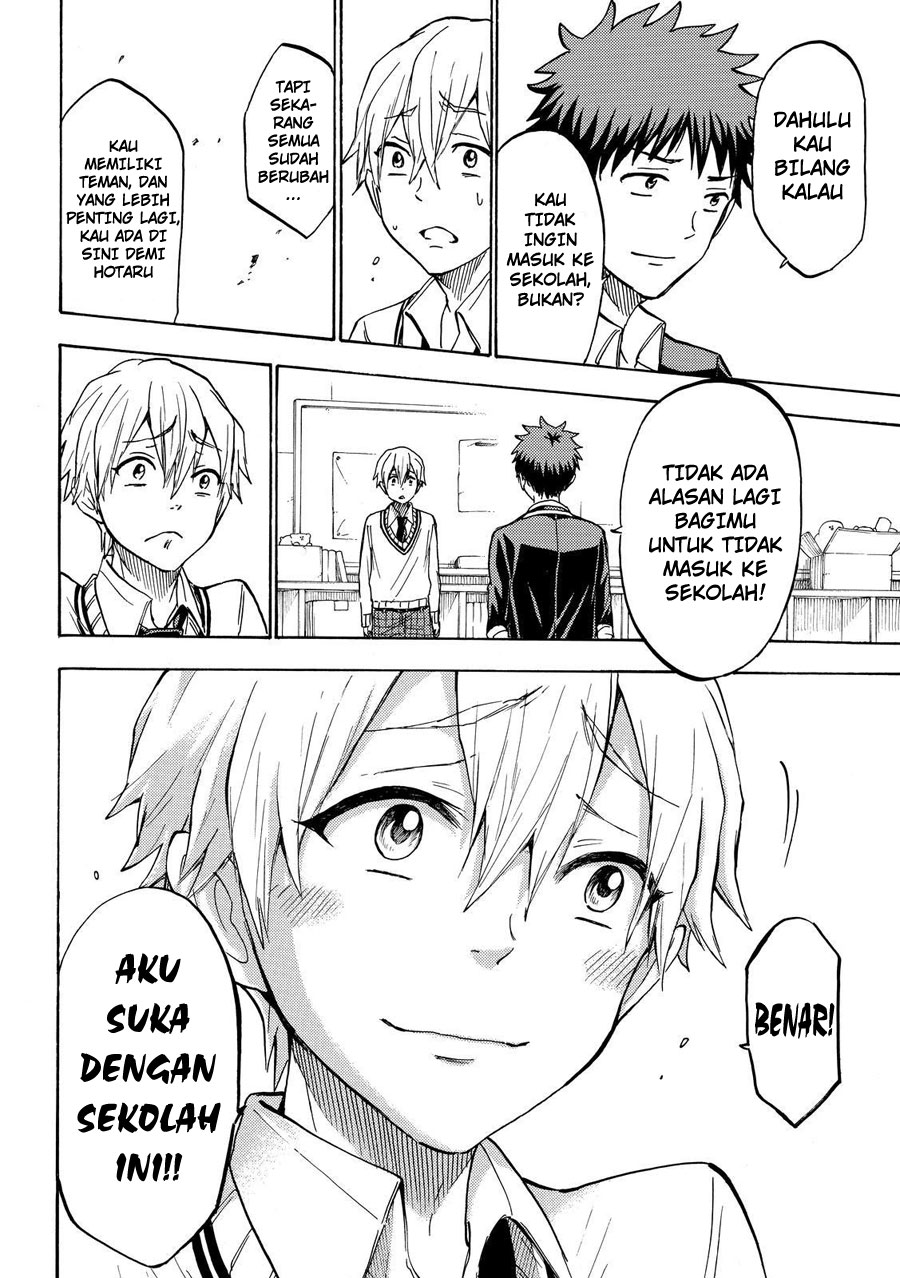 DAHULU
KAU
BILANG
KALAU
KAU
TIDAK
INGIN
MASUK KE
SEKOLAH,
BUKAN?
TAPI
SEKA-
RANG
SEMUA
SUDAH
BERUBAH
...
KAU
MEMILIKI
TEMAN, DAN
YANG LEBIH
PENTING LAGI,
KAU ADA DI
SINI DEMI
HOTARU
TIDAK ADA
ALASAN LAGI
BAGIMU
UNTUK TIDAK
MASUK KE
SEKOLAH!
BENAR!
AKU
SUKA
DENGAN
SEKOLAH
INI!!